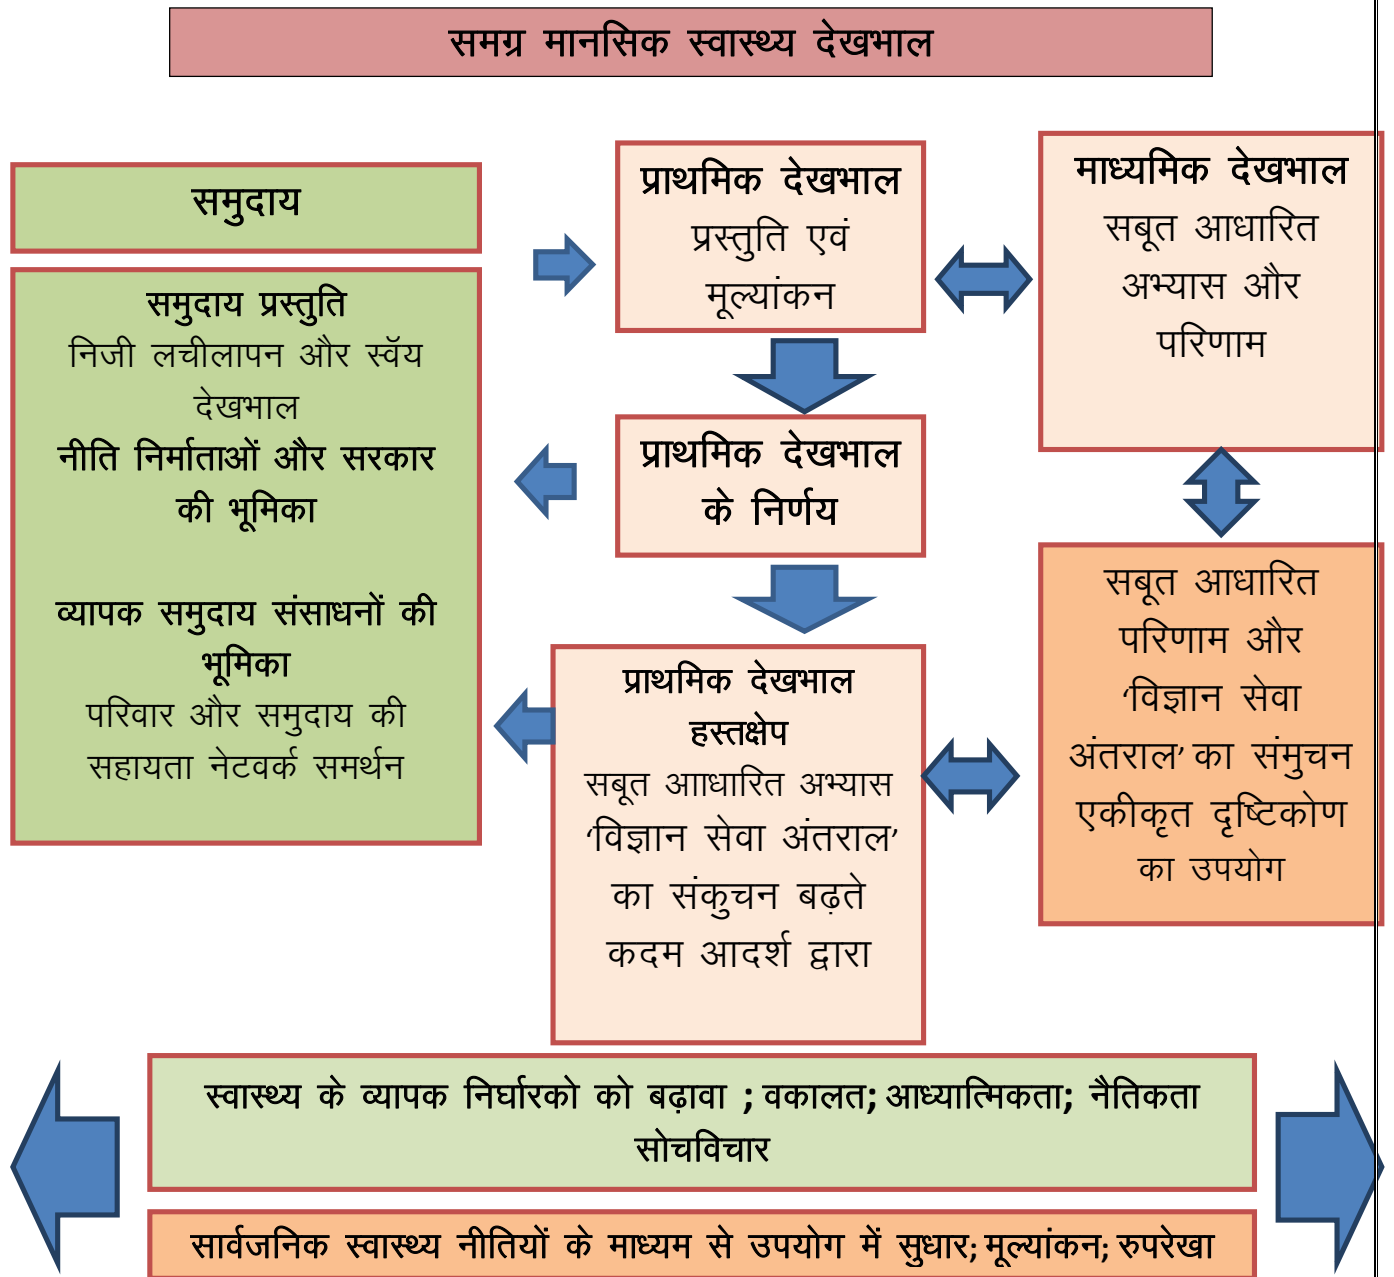 समग्र मानसिक स्वास्थ्य देखभाल
समुदाय
समुदाय प्रस्तुति
निजी लचीलापन और स्वॅय
देखभाल
नीति निर्माताओं और सरकार
की भूमिका
व्यापक समुदाय संसाधनों की
भूमिका
परिवार और समुदाय की
सहायता नेटवर्क समर्थन
प्राथमिक देखभाल
प्रस्तुति एवं
मूल्यांकन
प्राथमिक देखभाल
के निर्णय
प्राथमिक देखभाल
हस्तक्षेप
सबूत आाधारित अभ्यास
‘विज्ञान सेवा अंतराल’
का संकुचन बढ़ते
कदम आदर्श द्वारा
माध्यमिक देखभाल
सबूत आधारित
अभ्यास और
परिणाम
सबूत आधारित
परिणाम और
‘विज्ञान सेवा
अंतराल’ का संमुचन
एकीकृत दृष्टिकोण
का उपयोग
स्वास्थ्य के व्यापक निर्घारको को बढ़ावा ; वकालत; आध्यात्मिकता; नैतिकता
सोचविचार
सार्वजनिक स्वास्थ्य नीतियों के माध्यम से उपयोग में सुधार; मूल्यांकन; रुपरेखा